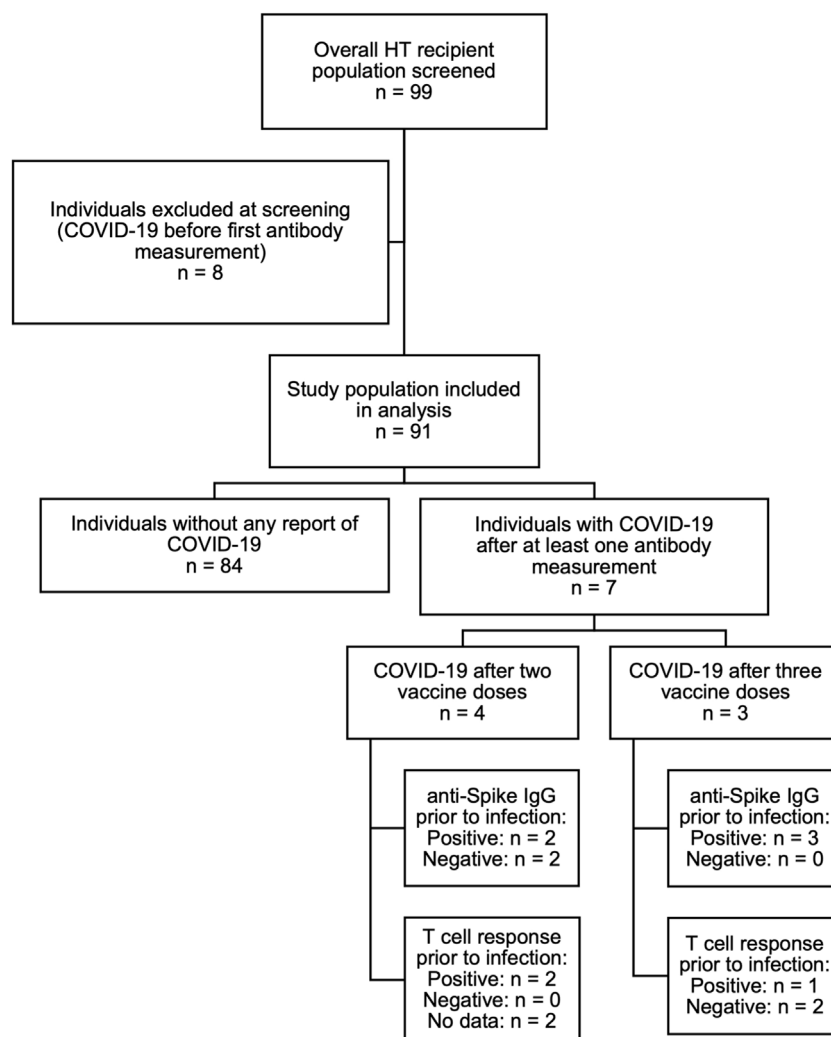 Overall HT recipient
population screened
n = 99
Individuals excluded at screening
(COVID-19 before first antibody
measurement)
n = 8
Study population included
in analysis
n = 91
Individuals without any report of
COVID-19
n = 84
Individuals with COVID-19
after at least one antibody
measurement
n = 7
COVID-19 after two
vaccine doses
n = 4
COVID-19 after three
vaccine doses
n = 3
anti-Spike IgG
prior to infection:
Positive: n = 2
Negative: n = 2
anti-Spike IgG
prior to infection:
Positive: n = 3
Negative: n = 0
T cell response
prior to infection:
Positive: n = 2
Negative: n = 0
No data: n = 2
T cell response
prior to infection:
Positive: n = 1
Negative: n = 2